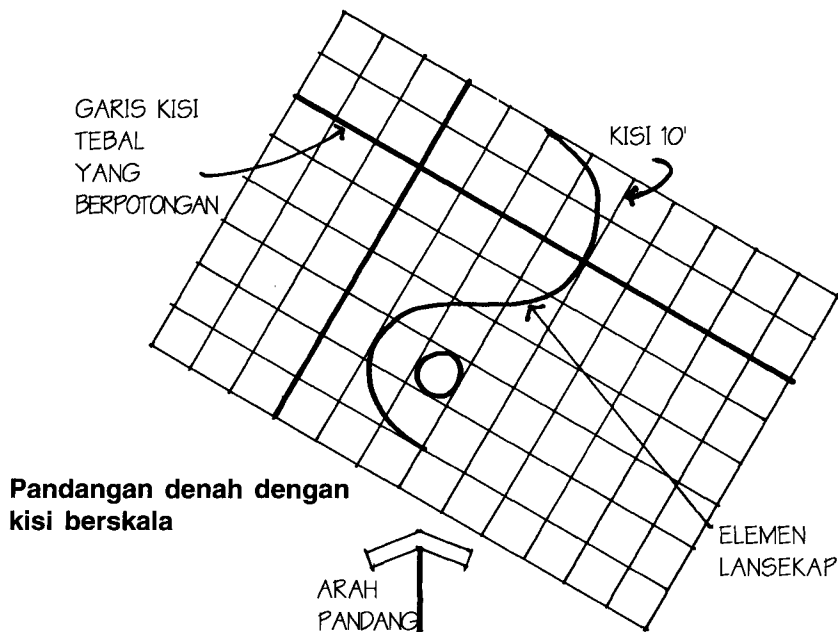 GARIS KISI
TEBAL
YANG
BERPOTONGAN
KISI 10'
Pandangan denah dengan
kisi berskala
ARAH
PANDANG
ELEMEN
LANSEKAP